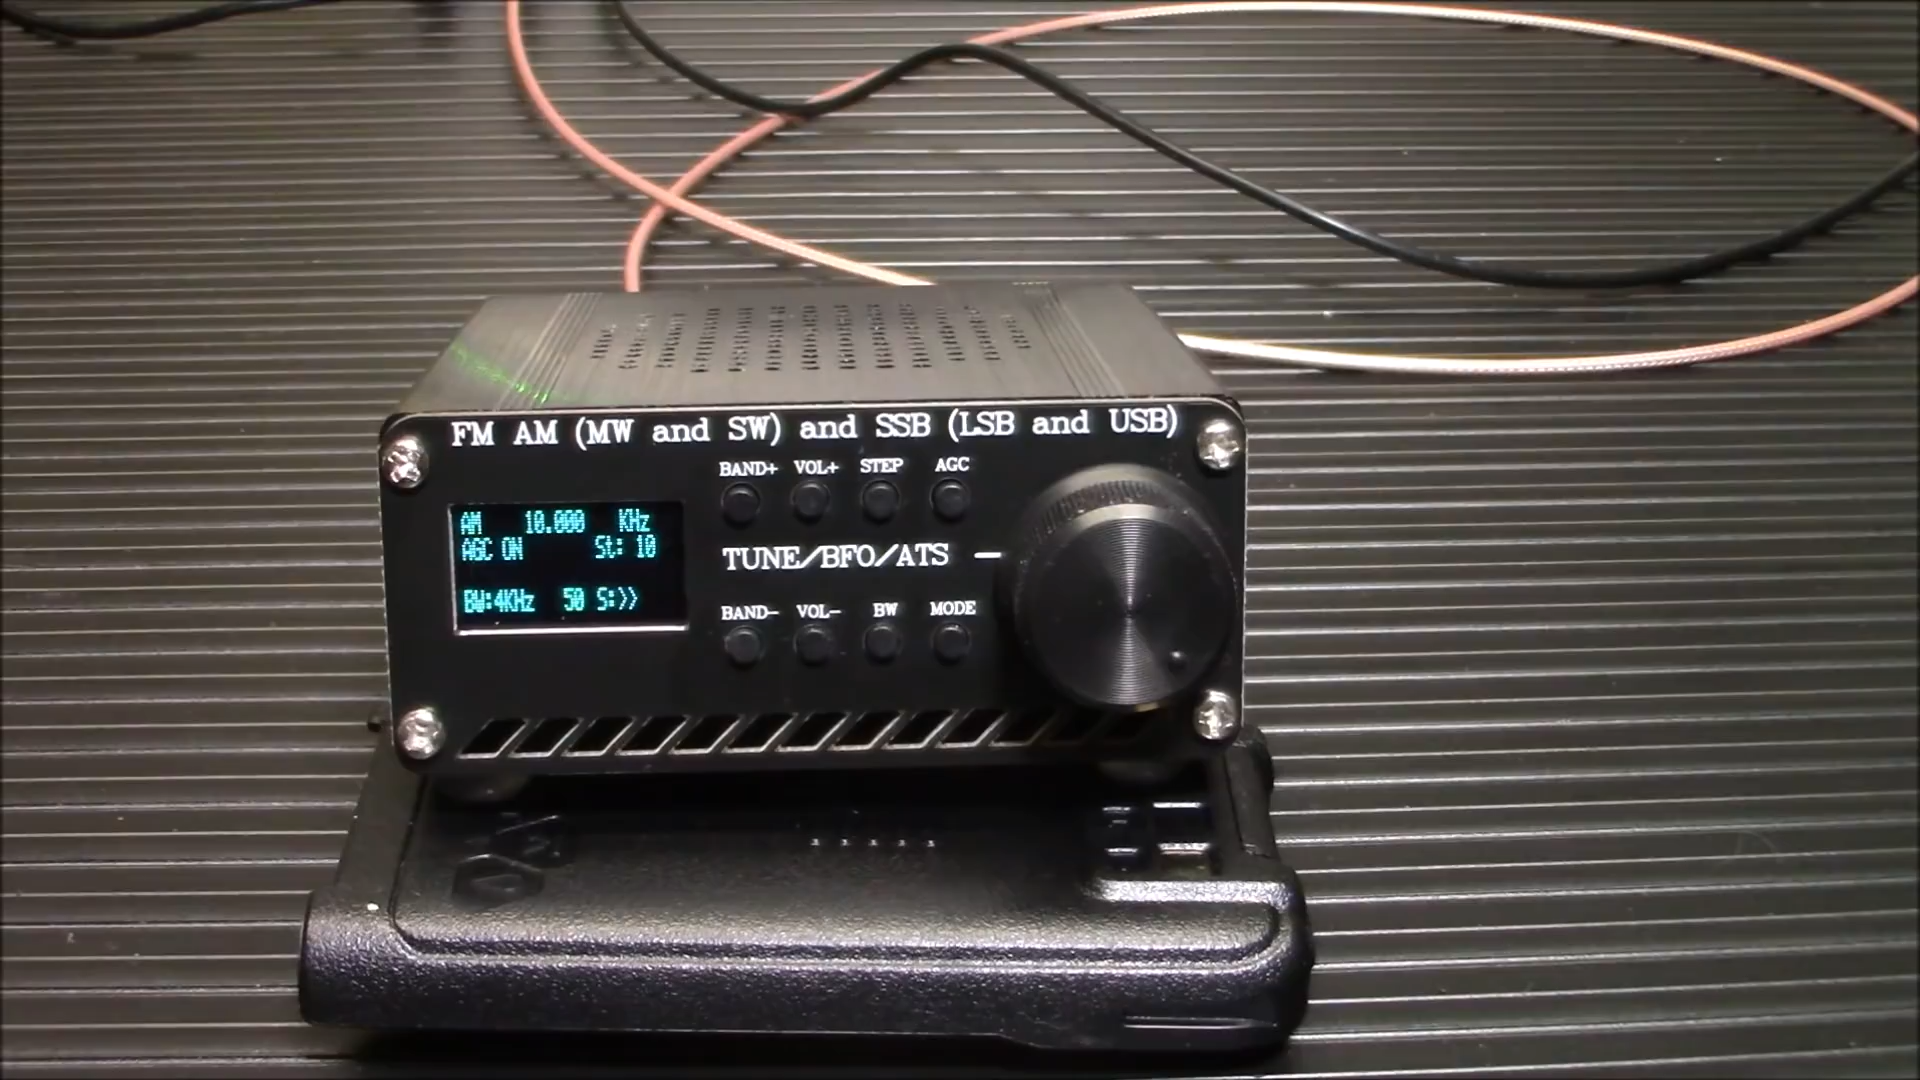 FM AM (MW and SW) and SSB (LSB and USB)
BAND+ VOL+ STEP AGC
AM 10.000 KHz
AGC ON St: 10
BW:4KHz 50 S:>>
TUNE/BFO/ATS
BAND- VOL- BW MODE